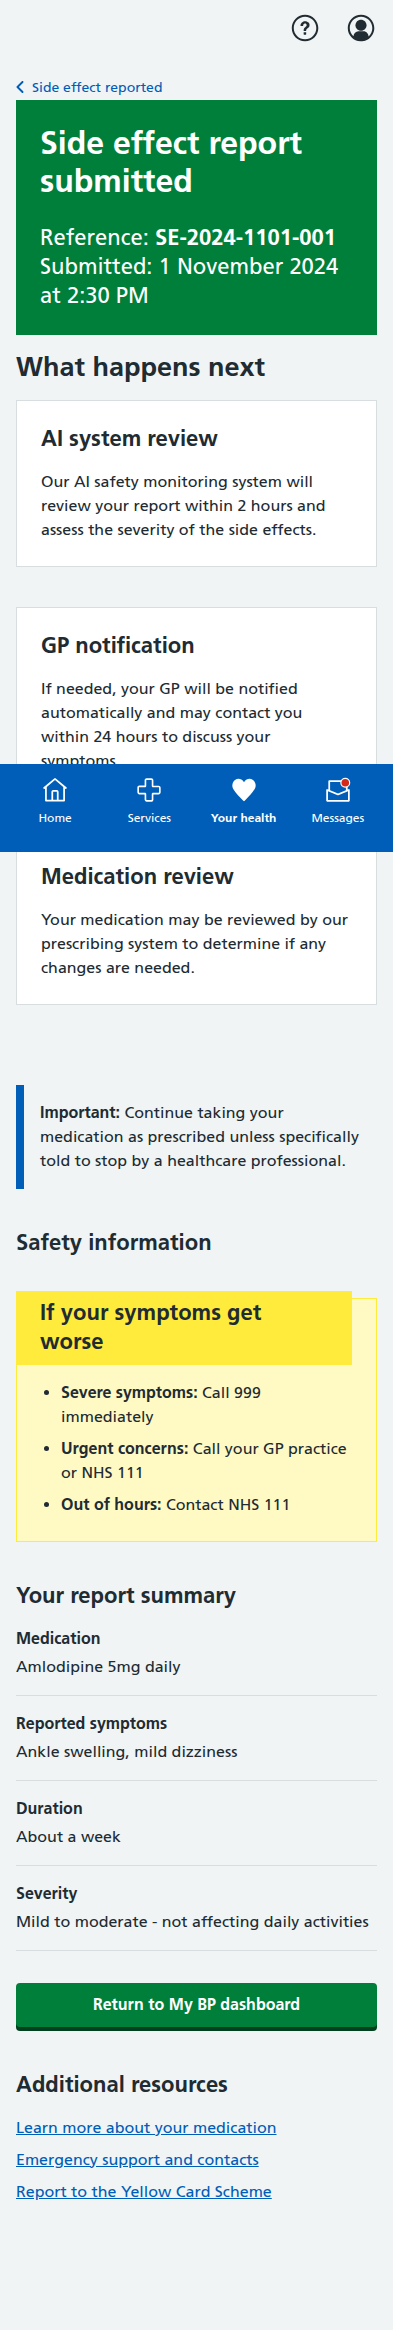 Side effect reported
Side effect report
submitted
Reference: SE-2024-1101-001
Submitted: 1 November 2024
at 2:30 PM
What happens next
AI system review
Our AI safety monitoring system will
review your report within 2 hours and
assess the severity of the side effects.
GP notification
If needed, your GP will be notified
automatically and may contact you
within 24 hours to discuss your
symptoms
Home
Services
Your health
Messages
Medication review
Your medication may be reviewed by our
prescribing system to determine if any
changes are needed.
Important: Continue taking your
medication as prescribed unless specifically
told to stop by a healthcare professional.
Safety information
If your symptoms get
worse
• Severe symptoms: Call 999
immediately
• Urgent concerns: Call your GP practice
or NHS 111
• Out of hours: Contact NHS 111
Your report summary
Medication
Amlodipine 5mg daily
Reported symptoms
Ankle swelling, mild dizziness
Duration
About a week
Severity
Mild to moderate - not affecting daily activities
Return to My BP dashboard
Additional resources
Learn more about your medication
Emergency support and contacts
Report to the Yellow Card Scheme